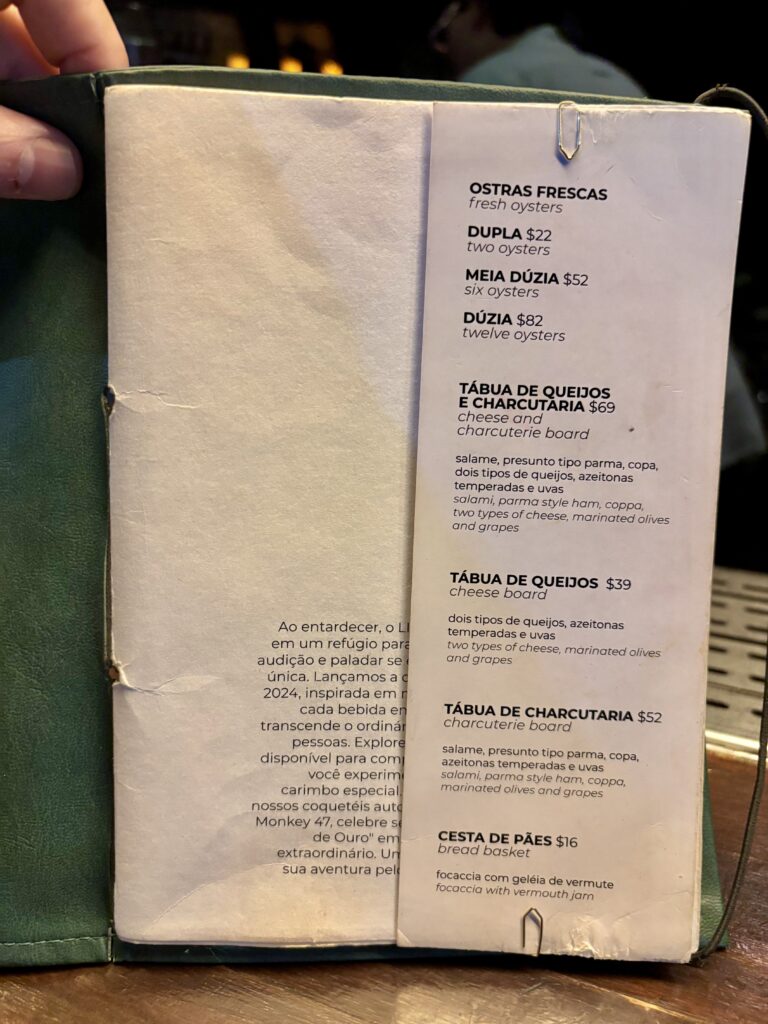 Ao entardecer, o
em um refúgio para
audição e paladar se
única. Lançamos a
2024, inspirada em
cada bebida
transcende o
pessoas. Explore
disponível para
você
carimbo especial.
nossos coquetéis
Monkey 47, celebre
de Ouro" em
extraordinário.
sua aventura
OSTRAS FRESCAS
fresh oysters
DUPLA $22
two oysters
MEIA DÚZIA $52
six oysters
DÚZIA $82
twelve oysters
TÁBUA DE QUEIJOS
E CHARCUTARIA $69
cheese and
charcuterie board
salame, presunto tipo parma, copa,
dois tipos de queijos, azeitonas
temperadas e uvas
salami, parma style ham, coppa,
two types of cheese, marinated olives
and grapes
TÁBUA DE QUEIJOS $39
cheese board
dois tipos de queijos, azeitonas
temperadas e uvas
two types of cheese, marinated olives
and grapes
TÁBUA DE CHARCUTARIA $52
charcuterie board
salame, presunto tipo parma, copa,
azeitonas temperadas e uvas
salami, parma style ham, coppa,
marinated olives and grapes
CESTA DE PÃES $16
bread basket
focaccia com geléia de vermute
focaccia with vermouth jam